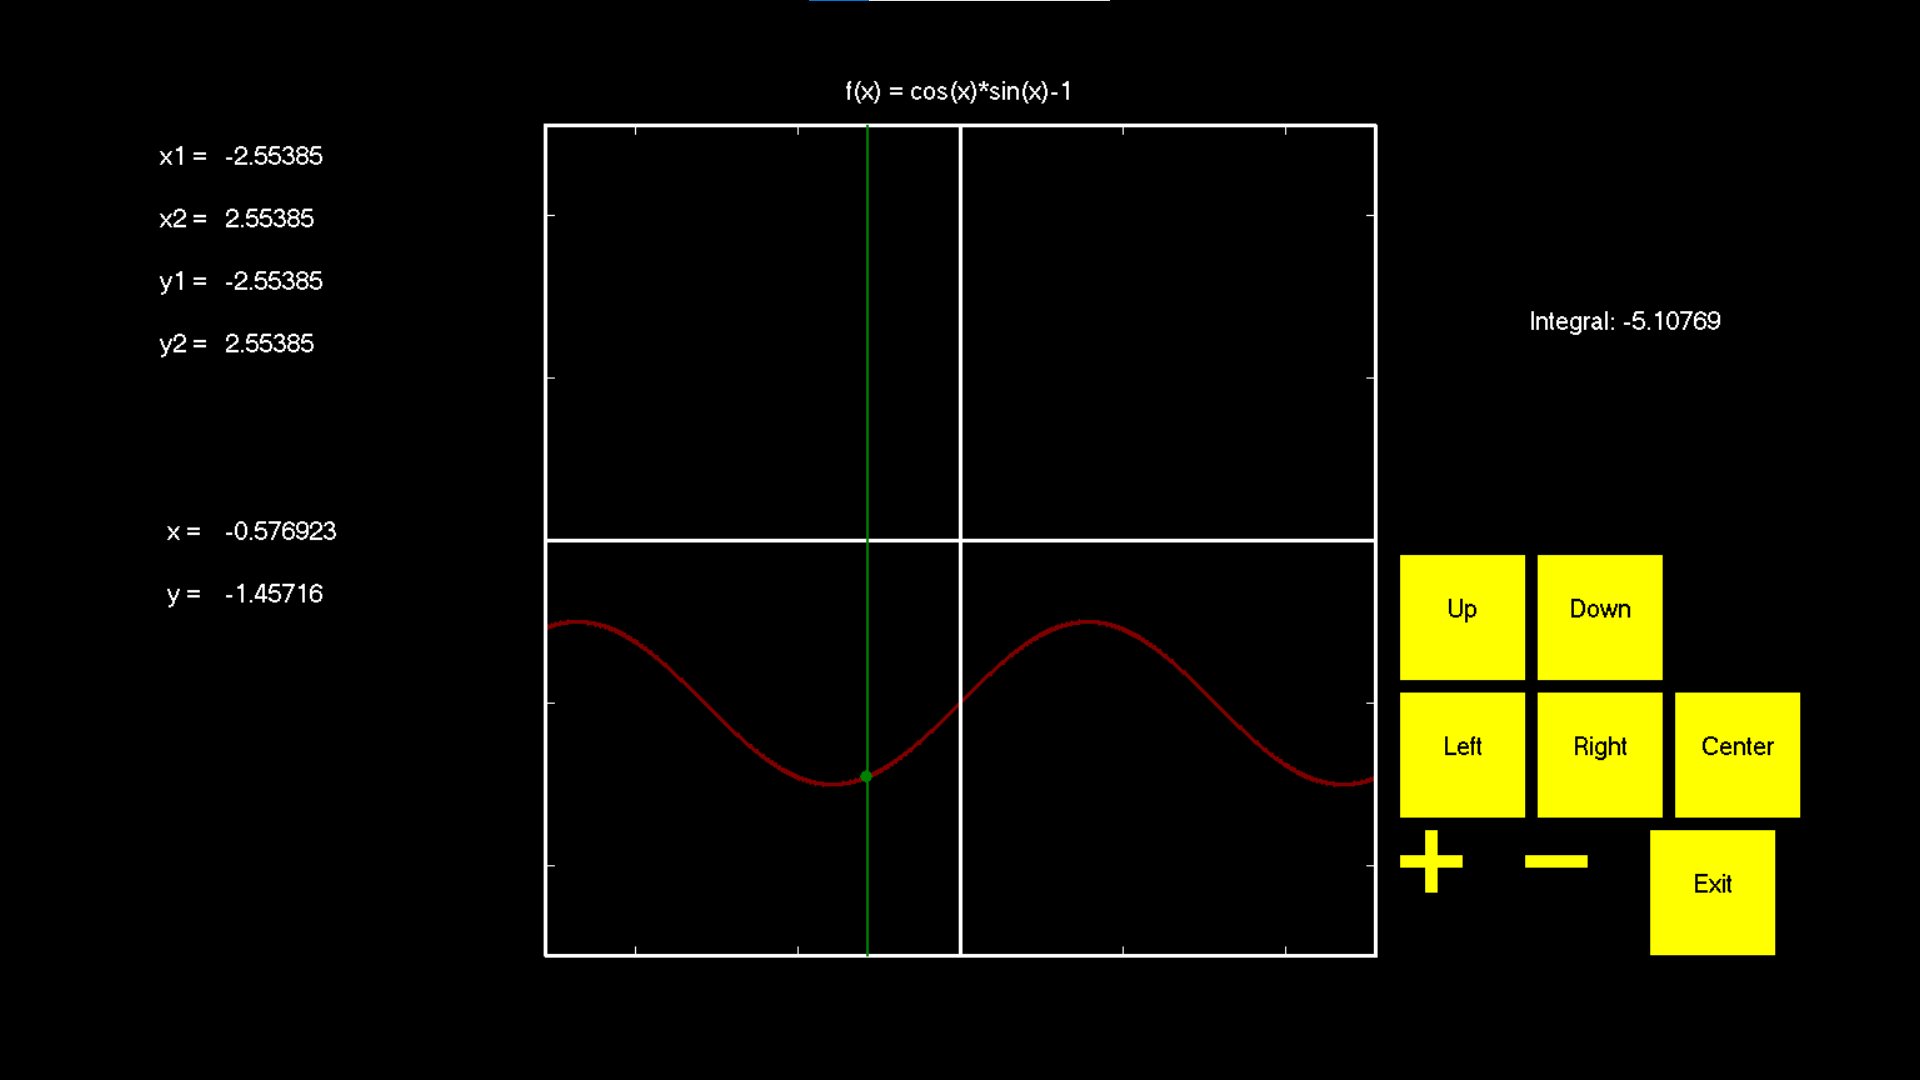 f(x) = cos(x)*sin(x)-1
x1 = -2.55385
x2 = 2.55385
y1 = -2.55385
y2 = 2.55385
Integral: -5.10769
x = -0.576923
y = -1.45716
Up Down
Left Right Center
+ − Exit